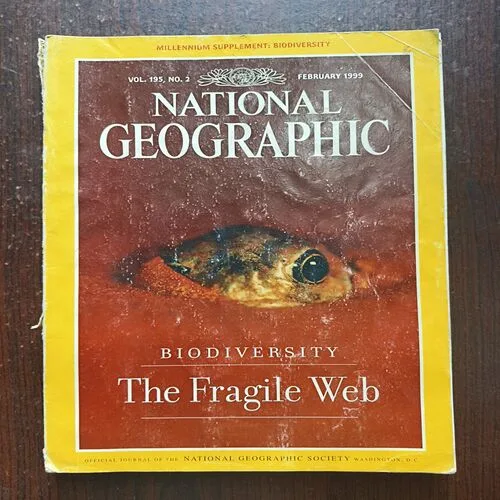 MILLENNIUM SUPPLEMENT: BIODIVERSITY
VOL. 195, NO. 2 FEBRUARY 1999
NATIONAL
GEOGRAPHIC
BIODIVERSITY
The Fragile Web
OFFICIAL JOURNAL OF THE NATIONAL GEOGRAPHIC SOCIETY WASHINGTON, D.C.